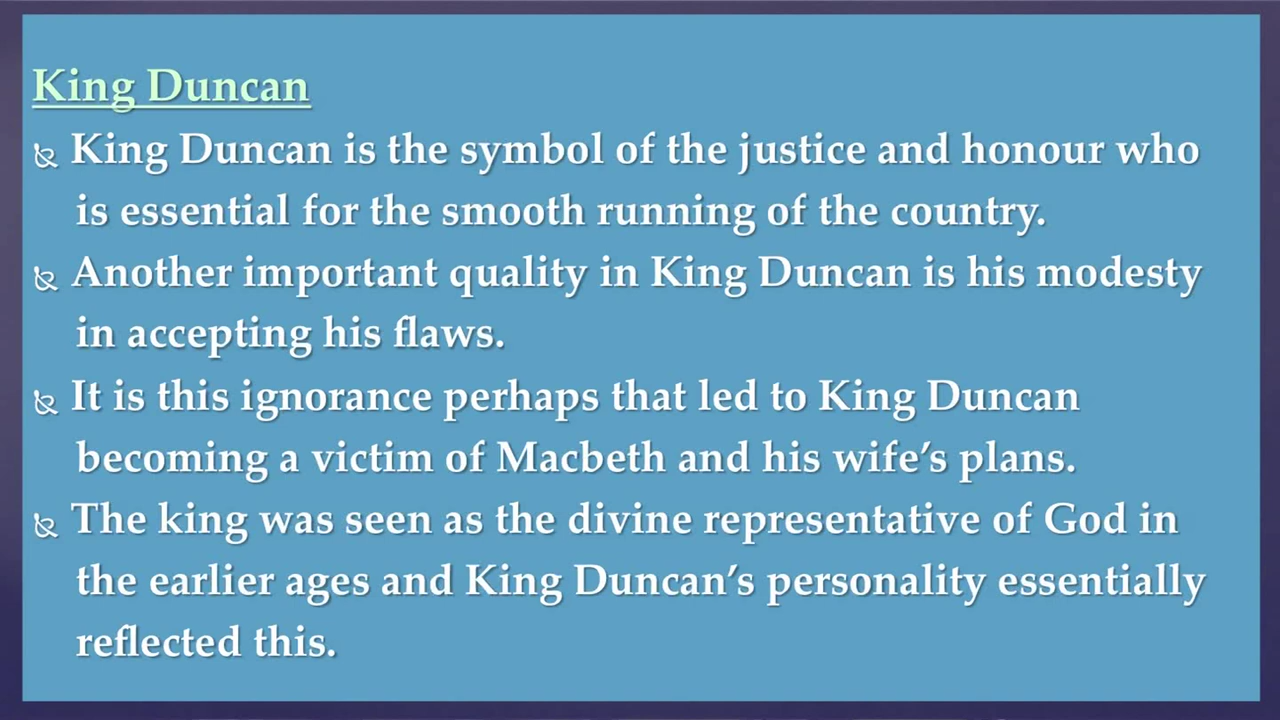 King Duncan
King Duncan is the symbol of the justice and honour who
is essential for the smooth running of the country.
Another important quality in King Duncan is his modesty
in accepting his flaws.
It is this ignorance perhaps that led to King Duncan
becoming a victim of Macbeth and his wife’s plans.
The king was seen as the divine representative of God in
the earlier ages and King Duncan’s personality essentially
reflected this.